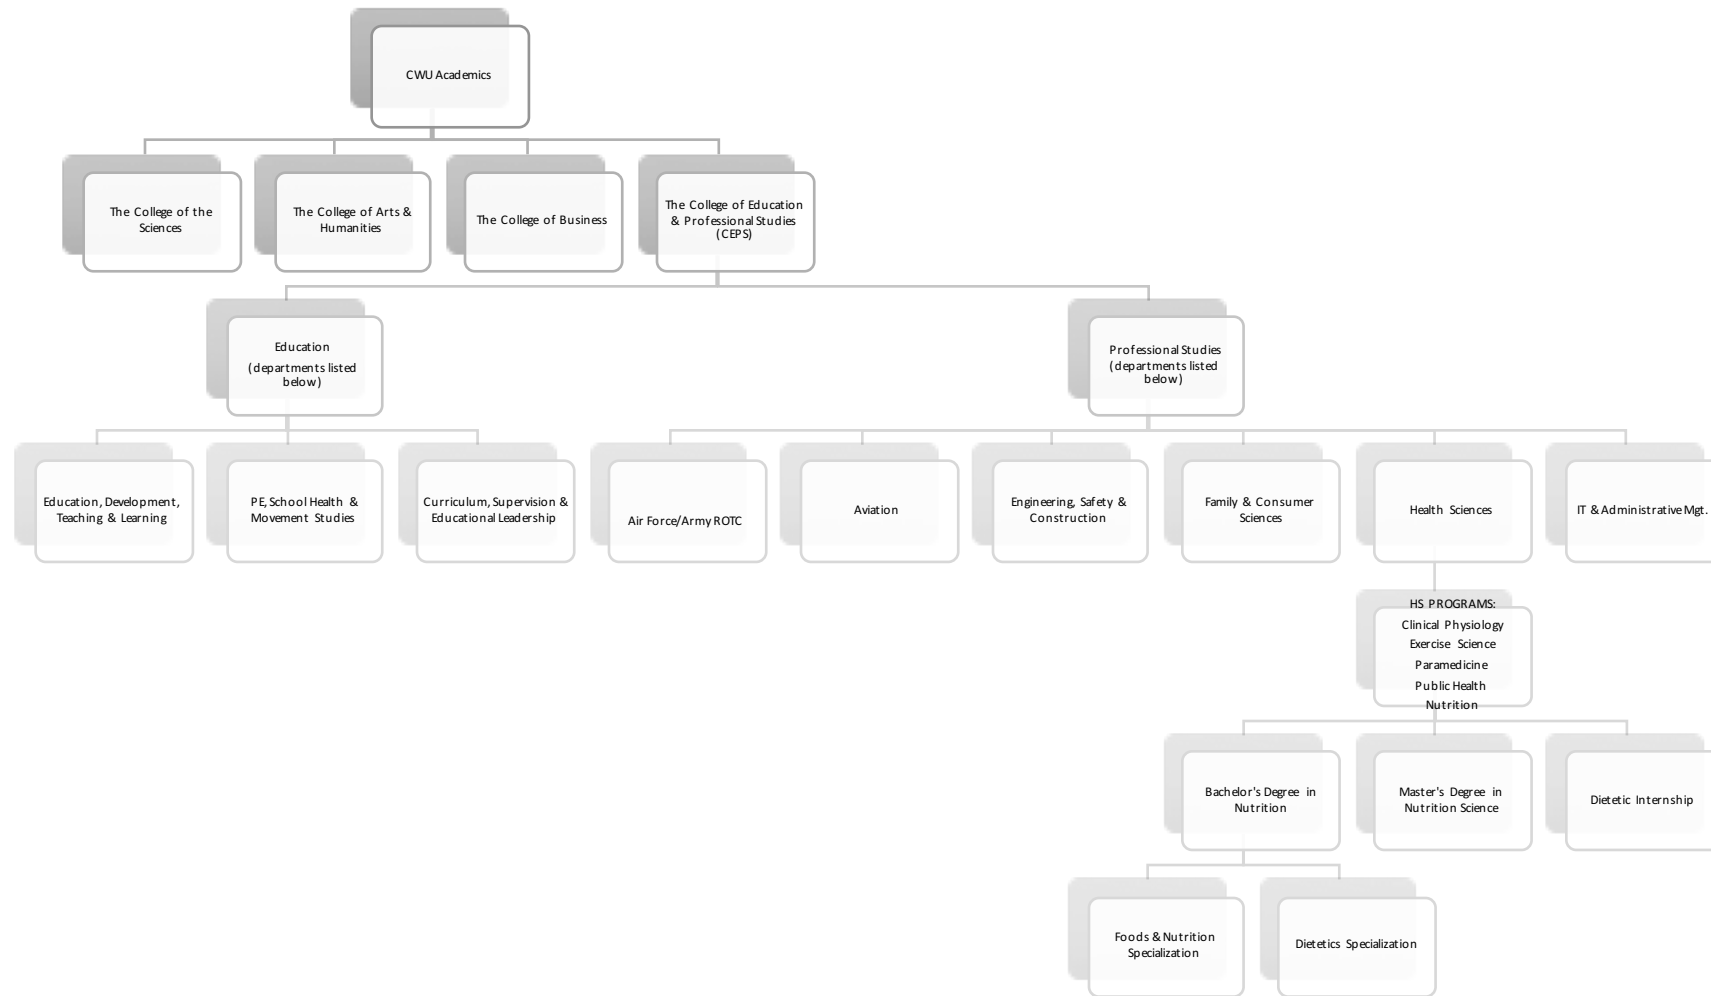 CWU Academics
The College of the
Sciences
The College of Arts &
Humanities
The College of Business
The College of Education
& Professional Studies
(CEPS)
Education
(departments listed
below)
Professional Studies
(departments listed
below)
Education, Development,
Teaching & Learning
PE, School Health &
Movement Studies
Curriculum, Supervision &
Educational Leadership
Air Force/Army ROTC
Aviation
Engineering, Safety &
Construction
Family & Consumer
Sciences
Health Sciences
IT & Administrative Mgt.
HS PROGRAMS:
Clinical Physiology
Exercise Science
Paramedicine
Public Health
Nutrition
Bachelor's Degree in
Nutrition
Master's Degree in
Nutrition Science
Dietetic Internship
Foods & Nutrition
Specialization
Dietetics Specialization